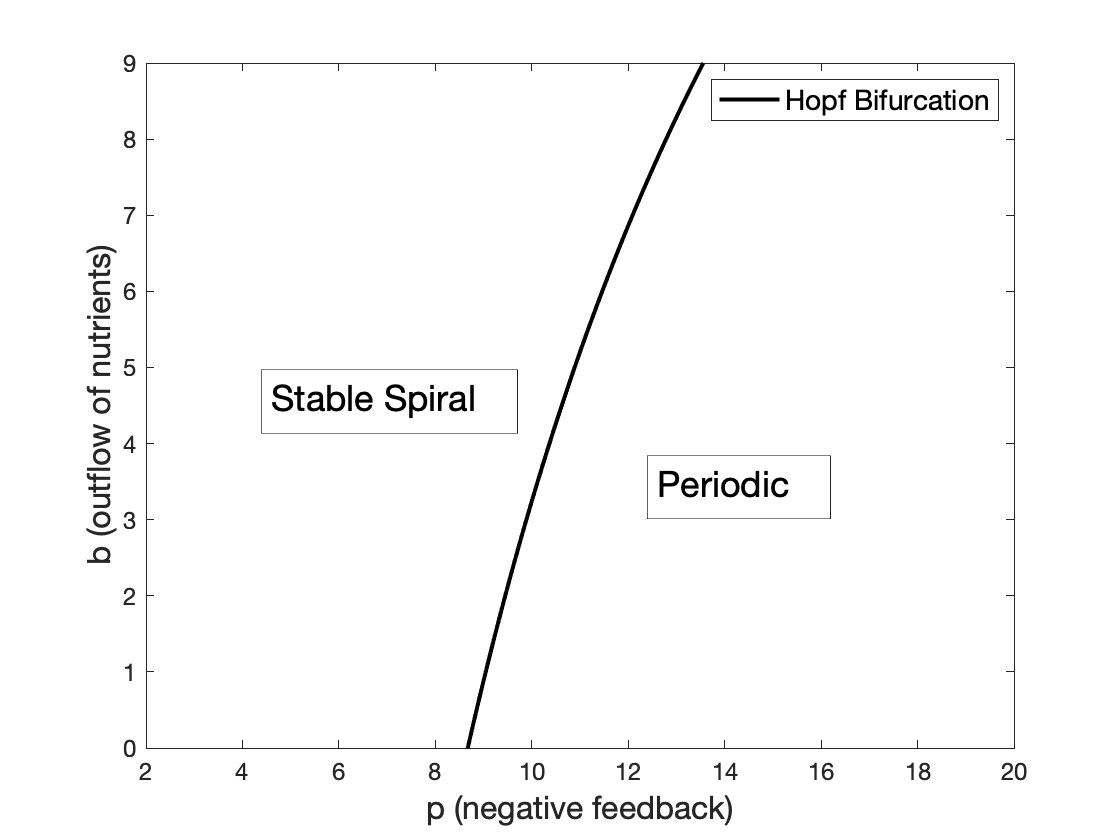 9
Hopf Bifurcation
8
7
6
5
Stable Spiral
4
Periodic
3
2
1
0
2 4 6 8 10 12 14 16 18 20
p (negative feedback)
b (outflow of nutrients)